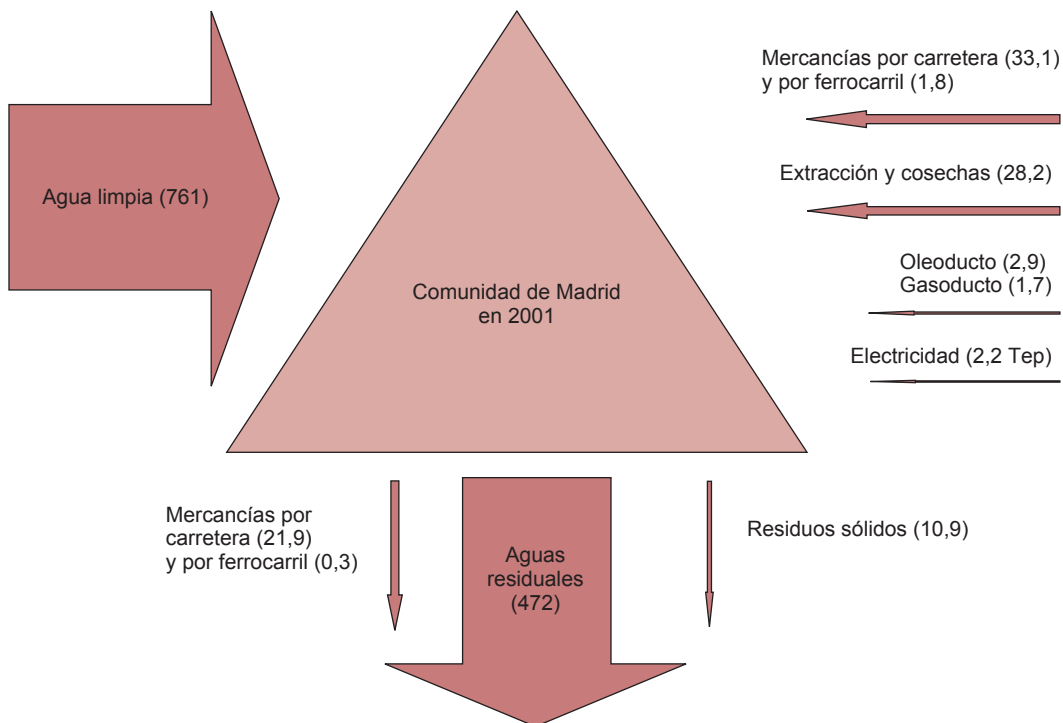 Mercancías por carretera (33,1)
y por ferrocarril (1,8)
Agua limpia (761)
Extracción y cosechas (28,2)
Oleoducto (2,9)
Gasoducto (1,7)
Comunidad de Madrid
en 2001
Electricidad (2,2 Tep)
Mercancías por
carretera (21,9)
y por ferrocarril (0,3)
Aguas
residuales
(472)
Residuos sólidos (10,9)